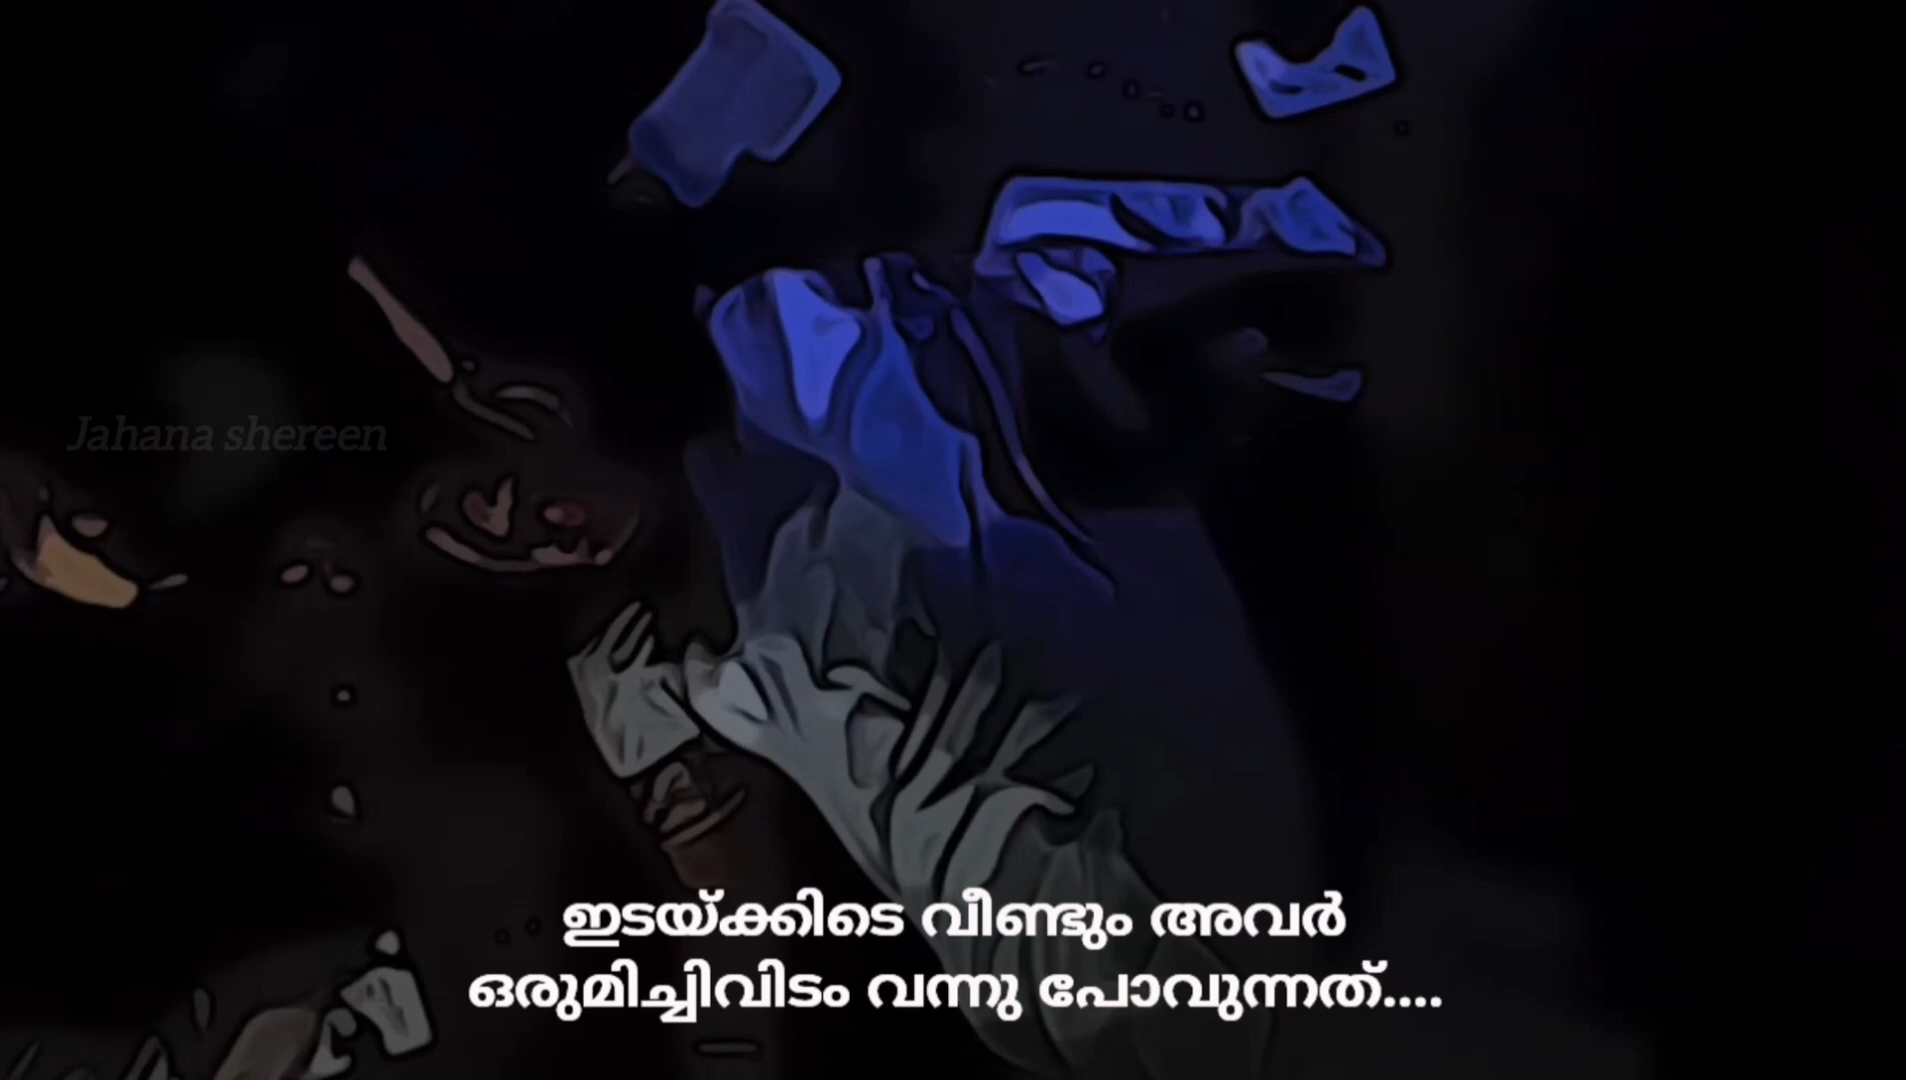 Jahana shereen
ഇടയ്ക്കിടെ വീണ്ടും അവർ
ഒരുമിച്ചിവിടം വന്നു പോവുന്നത്....